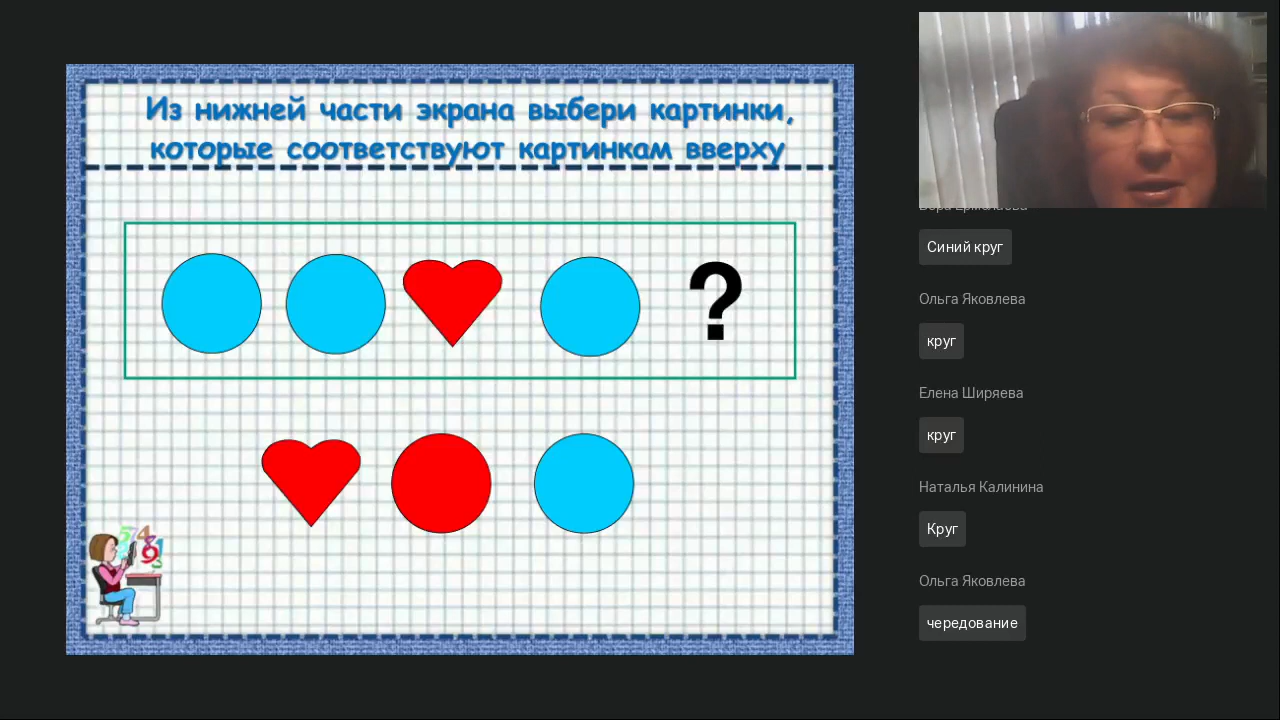 Из нижней части экрана выбери картинки,
которые соответствуют картинкам вверху
?
Синий круг
Ольга Яковлева
круг
Елена Ширяева
круг
Наталья Калинина
Круг
Ольга Яковлева
чередование